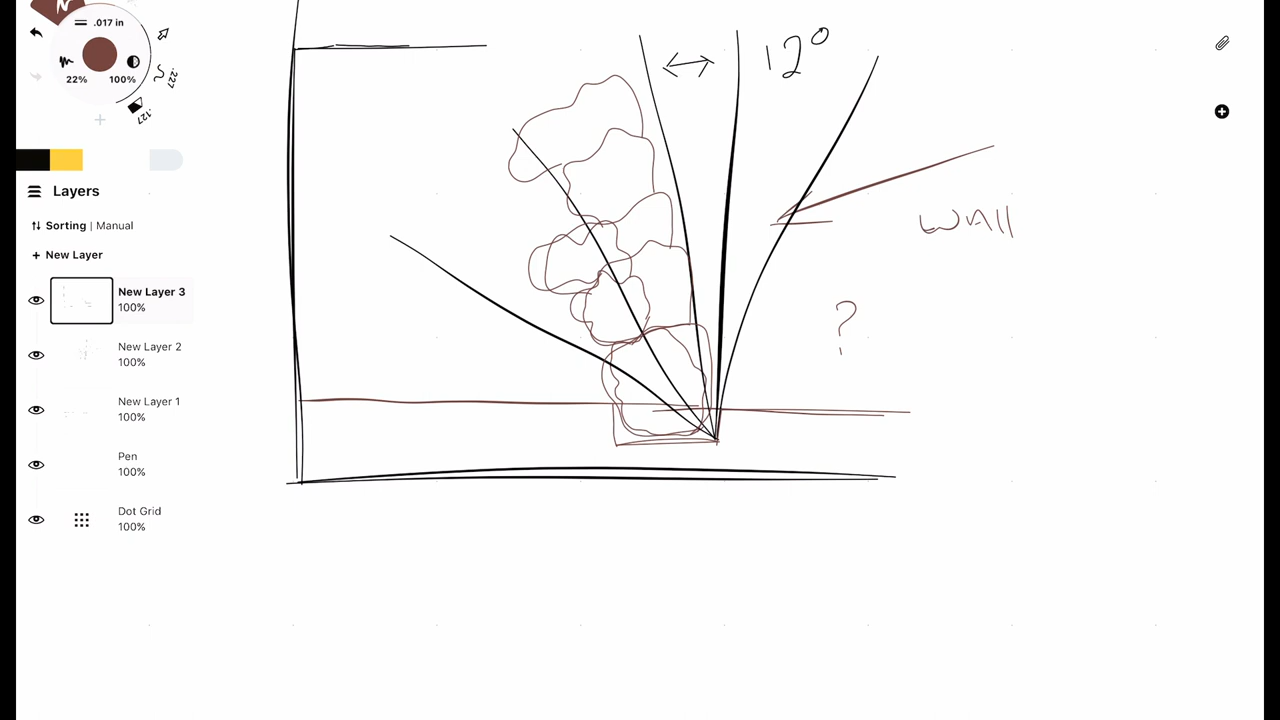 .017 in
22% 100%
.227
.127
12°
Wall
?
Layers
Sorting | Manual
+ New Layer
New Layer 3
100%
New Layer 2
100%
New Layer 1
100%
Pen
100%
Dot Grid
100%